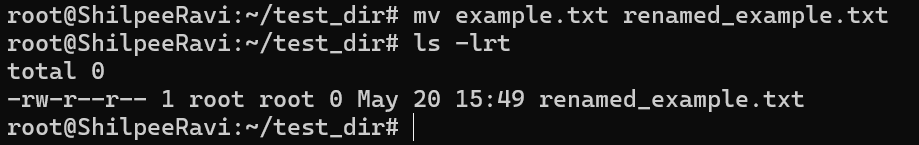 root@ShilpeeRavi:~/test_dir# mv example.txt renamed_example.txt
root@ShilpeeRavi:~/test_dir# ls -lrt
total 0
-rw-r--r-- 1 root root 0 May 20 15:49 renamed_example.txt
root@ShilpeeRavi:~/test_dir#